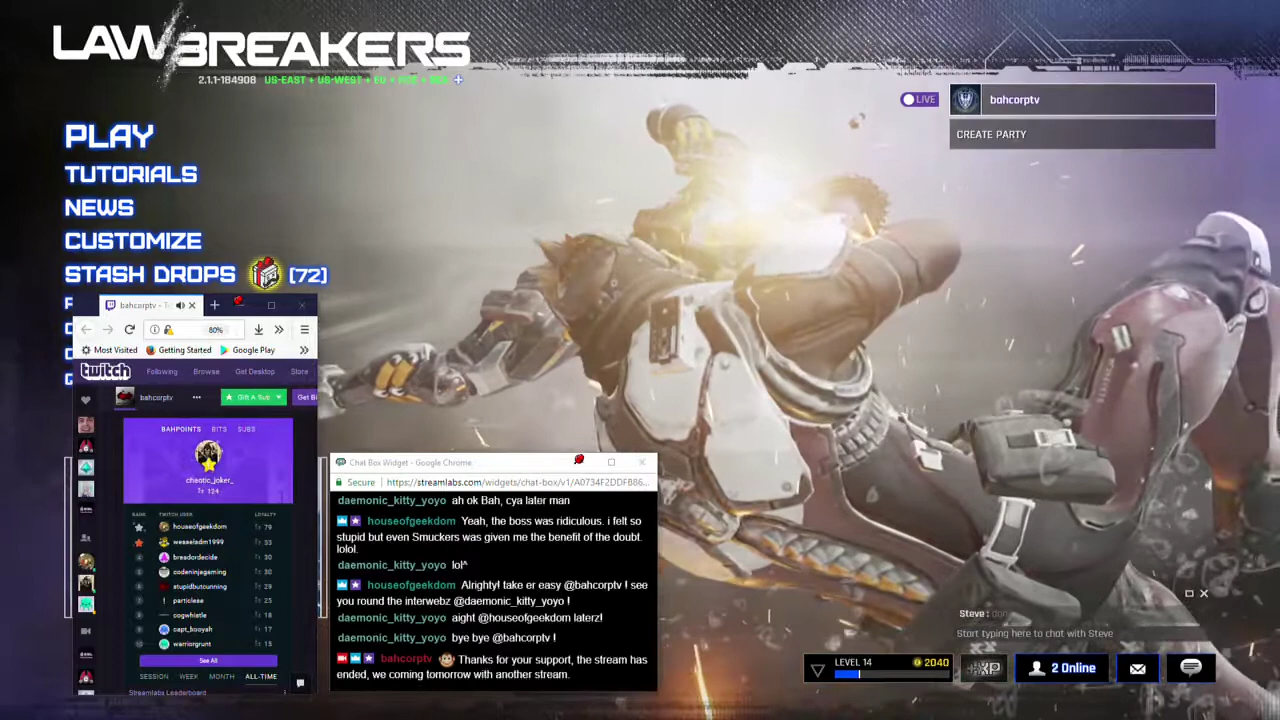 LAWBREAKERS
2.1.1-184908 US-EAST + US-WEST + EU +
LIVE
bahcorptv
CREATE PARTY
PLAY
TUTORIALS
NEWS
CUSTOMIZE
STASH DROPS [72]
bahcorptv - T
80%
Most Visited Getting Started Google Play
twitch Following Browse Get Desktop Store
bahcorptv ••• Gift A Sub Get Bi
BAHPOINTS BITS SUBS
chaotic_joker_
124
RANK TWITCH USER LOYALTY
houseofgeekdom 79
wesselsdm1999 33
breadordecide 30
codeninjagaming 30
stupidbutcunning 29
particlese 25
cogwhistle 18
capt_booyah 17
warriorgrunt 15
See All
SESSION WEEK MONTH ALL-TIME
Streamlabs Leaderboard
Chat Box Widget - Google Chrome
Secure https://streamlabs.com/widgets/chat-box/v1/A0734F2DDFB86...
daemonic_kitty_yoyo ah ok Bah, cya later man
houseofgeekdom Yeah, the boss was ridiculous. i felt so
stupid but even Smuckers was given me the benefit of the doubt.
lolol.
daemonic_kitty_yoyo lol^
houseofgeekdom Alrighty! take er easy @bahcorptv ! see
you round the interwebz @daemonic_kitty_yoyo !
daemonic_kitty_yoyo aight @houseofgeekdom laterz!
daemonic_kitty_yoyo bye bye @bahcorptv !
bahcorptv Thanks for your support, the stream has
ended, we coming tomorrow with another stream.
Steve :
Start typing here to chat with Steve
LEVEL 14 2040
2 Online